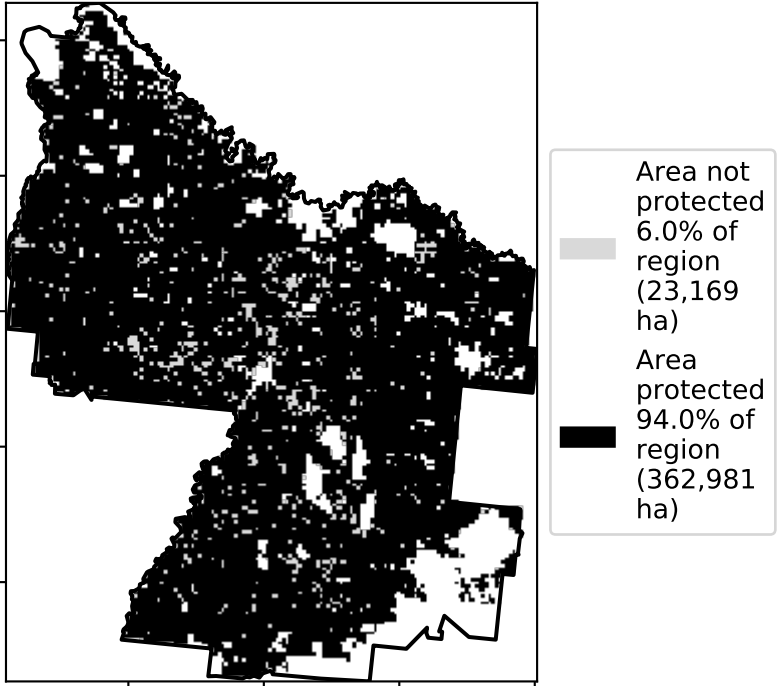 Area not
protected
6.0% of
region
(23,169
ha)
Area
protected
94.0% of
region
(362,981
ha)